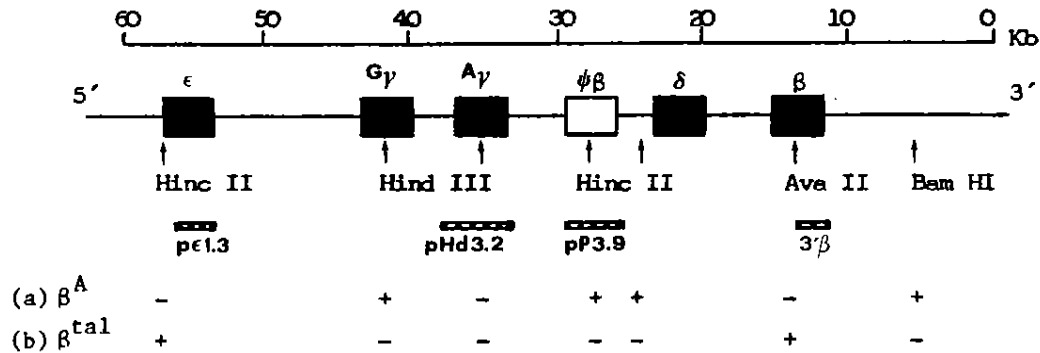 60 50 40 30 20 10 0 Kb
5′ ε Gγ Aγ ψβ δ β 3′
Hinc II Hind III Hinc II Ava II Bam HI
pε1.3 pHd3.2 pP3.9 3′β
(a) β^A - + - + + - +
(b) β^tal + - - - - + -